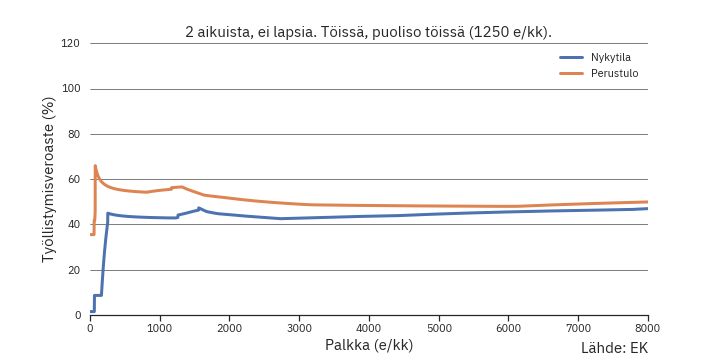 2 aikuista, ei lapsia. Töissä, puoliso töissä (1250 e/kk).
120
100
80
60
40
20
0
Työllistymisveroaste (%)
Nykytila
Perustulo
0 1000 2000 3000 4000 5000 6000 7000 8000
Palkka (e/kk)
Lähde: EK